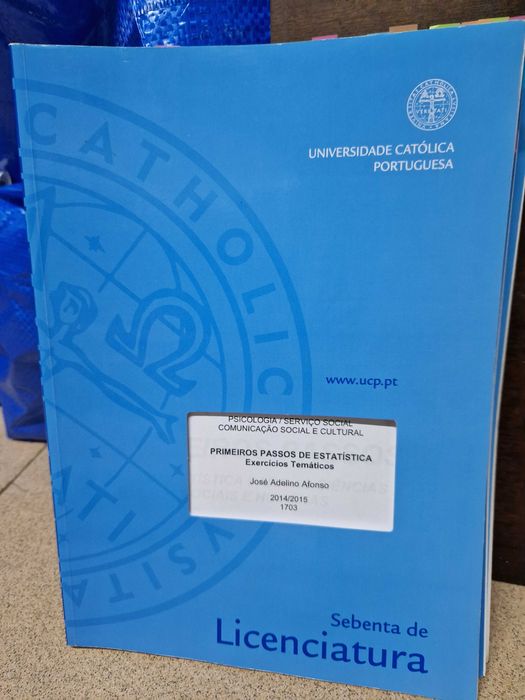 UNIVERSIDADE CATÓLICA
PORTUGUESA
CATHOLIC
www.ucp.pt
PSICOLOGIA / SERVIÇO SOCIAL
COMUNICAÇÃO SOCIAL E CULTURAL
PRIMEIROS PASSOS DE ESTATÍSTICA
Exercícios Temáticos
José Adelino Afonso
2014/2015
1703
Sebenta de
Licenciatura